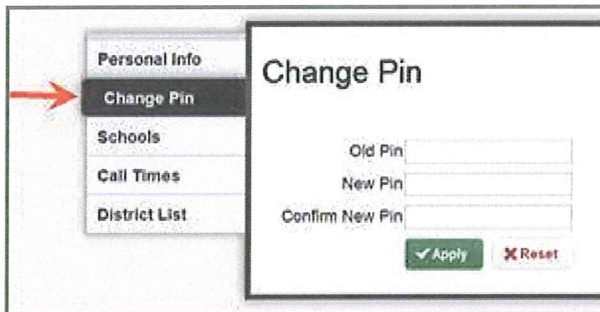 Personal Info
Change Pin
Schools
Call Times
District List
Change Pin
Old Pin
New Pin
Confirm New Pin
Apply
Reset